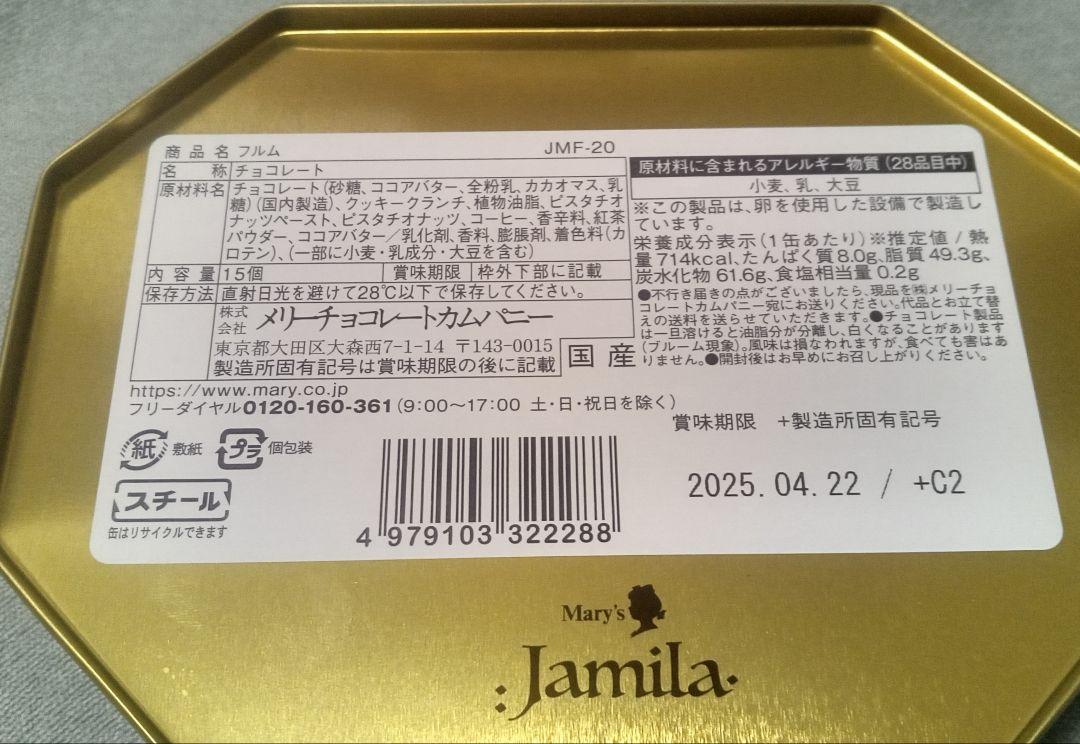 商品名 フルム JMF-20
名称 チョコレート
原材料名 チョコレート(砂糖、ココアバター、全粉乳、カカオマス、乳
糖)(国内製造)、クッキークランチ、植物油脂、ピスタチオ
ナッツペースト、ピスタチオナッツ、コーヒー、香辛料、紅茶
パウダー、ココアバター/乳化剤、香料、膨脹剤、着色料(カ
ロテン)、(一部に小麦・乳成分・大豆を含む)
内容量 15個 賞味期限 枠外下部に記載
保存方法 直射日光を避けて28℃以下で保存してください。
株式会社 メリーチョコレートカムパニー
東京都大田区大森西7-1-14 〒143-0015
製造所固有記号は賞味期限の後に記載
国産
https://www.mary.co.jp
フリーダイヤル0120-160-361(9:00〜17:00 土・日・祝日を除く)
紙 敷紙 プラ 個包装
スチール
缶はリサイクルできます
4 979103 322288
原材料に含まれるアレルギー物質(28品目中)
小麦、乳、大豆
※この製品は、卵を使用した設備で製造し
ています。
栄養成分表示(1缶あたり)※推定値/熱
量714kcal、たんぱく質8.0g、脂質49.3g、
炭水化物61.6g、食塩相当量0.2g
●不行き届きの点がございましたら、現品を㈱メリーチョ
コレートカムパニー宛にお送りください。代品とお立て替
えの送料を送らせていただきます。●チョコレート製品
は一旦溶けると油脂分が分離し、白くなることがあります
(ブルーム現象)。風味は損なわれますが、食べても害はあ
りません。●開封後はお早めにお召し上がりください。
賞味期限 +製造所固有記号
2025.04.22 / +C2
Mary's
Jamila